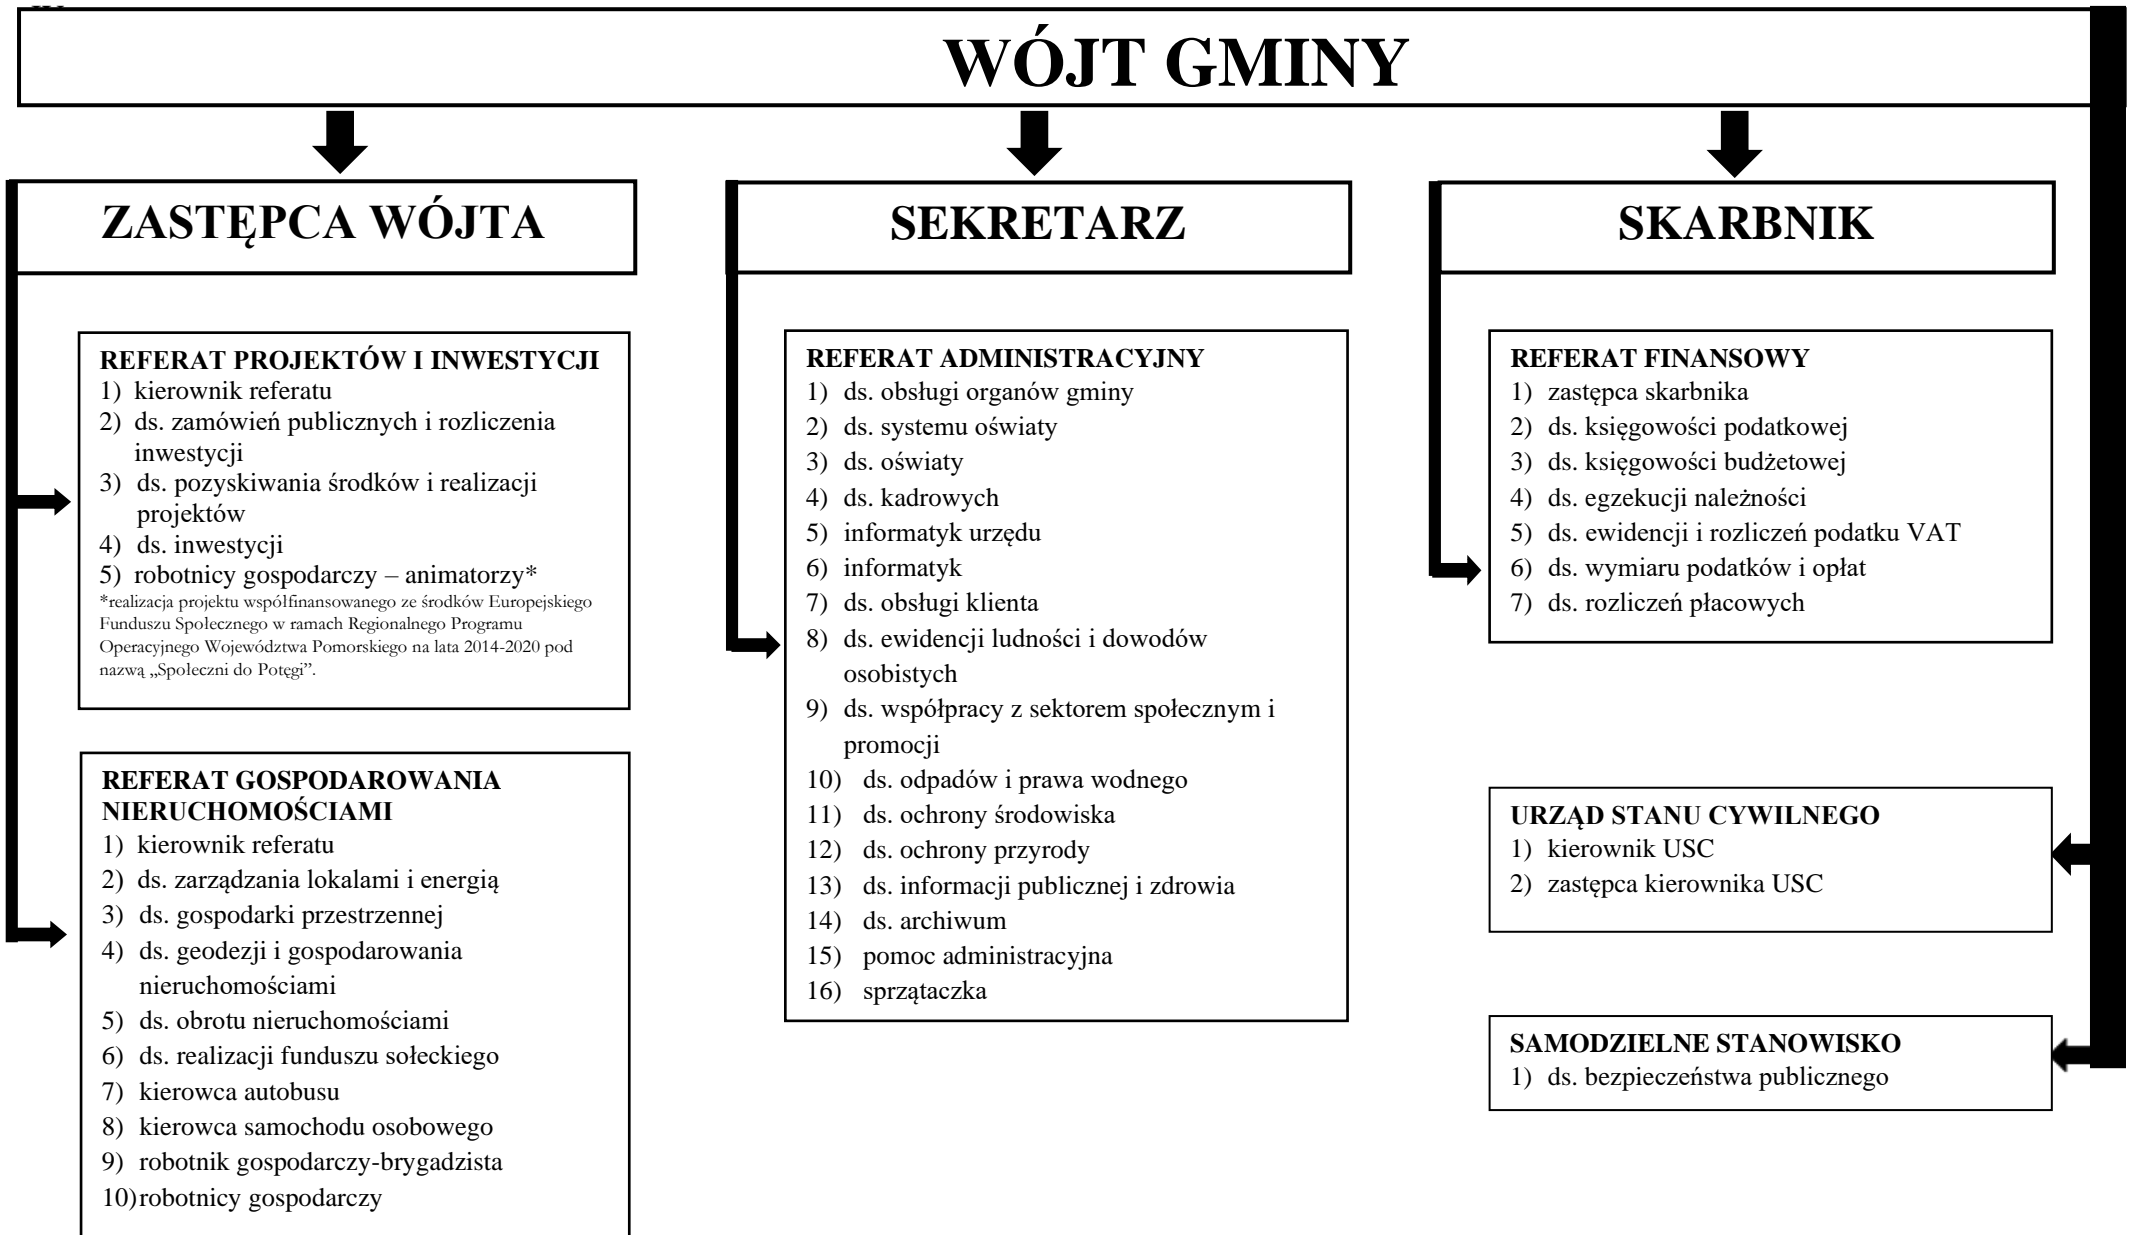 WÓJT GMINY
ZASTĘPCA WÓJTA
REFERAT PROJEKTÓW I INWESTYCJI
1) kierownik referatu
2) ds. zamówień publicznych i rozliczenia
inwestycji
3) ds. pozyskiwania środków i realizacji
projektów
4) ds. inwestycji
5) robotnicy gospodarczy – animatorzy*
*realizacja projektu współfinansowanego ze środków Europejskiego
Funduszu Społecznego w ramach Regionalnego Programu
Operacyjnego Województwa Pomorskiego na lata 2014-2020 pod
nazwą „Społeczni do Potęgi”.
REFERAT GOSPODAROWANIA
NIERUCHOMOŚCIAMI
1) kierownik referatu
2) ds. zarządzania lokalami i energią
3) ds. gospodarki przestrzennej
4) ds. geodezji i gospodarowania
nieruchomościami
5) ds. obrotu nieruchomościami
6) ds. realizacji funduszu sołeckiego
7) kierowca autobusu
8) kierowca samochodu osobowego
9) robotnik gospodarczy-brygadzista
10)robotnicy gospodarczy
SEKRETARZ
REFERAT ADMINISTRACYJNY
1) ds. obsługi organów gminy
2) ds. systemu oświaty
3) ds. oświaty
4) ds. kadrowych
5) informatyk urzędu
6) informatyk
7) ds. obsługi klienta
8) ds. ewidencji ludności i dowodów
osobistych
9) ds. współpracy z sektorem społecznym i
promocji
10) ds. odpadów i prawa wodnego
11) ds. ochrony środowiska
12) ds. ochrony przyrody
13) ds. informacji publicznej i zdrowia
14) ds. archiwum
15) pomoc administracyjna
16) sprzątaczka
SKARBNIK
REFERAT FINANSOWY
1) zastępca skarbnika
2) ds. księgowości podatkowej
3) ds. księgowości budżetowej
4) ds. egzekucji należności
5) ds. ewidencji i rozliczeń podatku VAT
6) ds. wymiaru podatków i opłat
7) ds. rozliczeń płacowych
URZĄD STANU CYWILNEGO
1) kierownik USC
2) zastępca kierownika USC
SAMODZIELNE STANOWISKO
1) ds. bezpieczeństwa publicznego